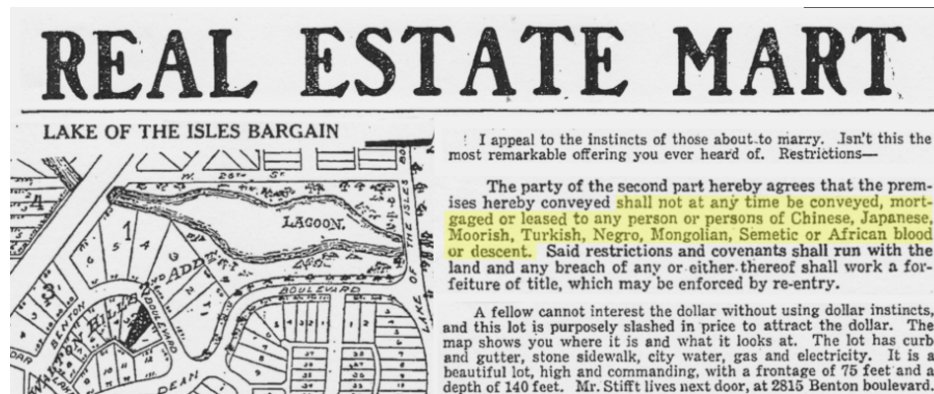 REAL ESTATE MART
LAKE OF THE ISLES BARGAIN
W. 26TH ST.
LAGOON.
BOULEVARD
BENTON
BOULEVARD
DEAN
! I appeal to the instincts of those about to marry. Isn't this the
most remarkable offering you ever heard of. Restrictions—
The party of the second part hereby agrees that the prem-
ises hereby conveyed shall not at any time be conveyed, mort-
gaged or leased to any person or persons of Chinese, Japanese,
Moorish, Turkish, Negro, Mongolian, Semetic or African blood
or descent. Said restrictions and covenants shall run with the
land and any breach of any or either thereof shall work a for-
feiture of title, which may be enforced by re-entry.
A fellow cannot interest the dollar without using dollar instincts,
and this lot is purposely slashed in price to attract the dollar. The
map shows you where it is and what it looks at. The lot has curb
and gutter, stone sidewalk, city water, gas and electricity. It is a
beautiful lot, high and commanding, with a frontage of 75 feet and a
depth of 140 feet. Mr. Stifft lives next door, at 2815 Benton boulevard.